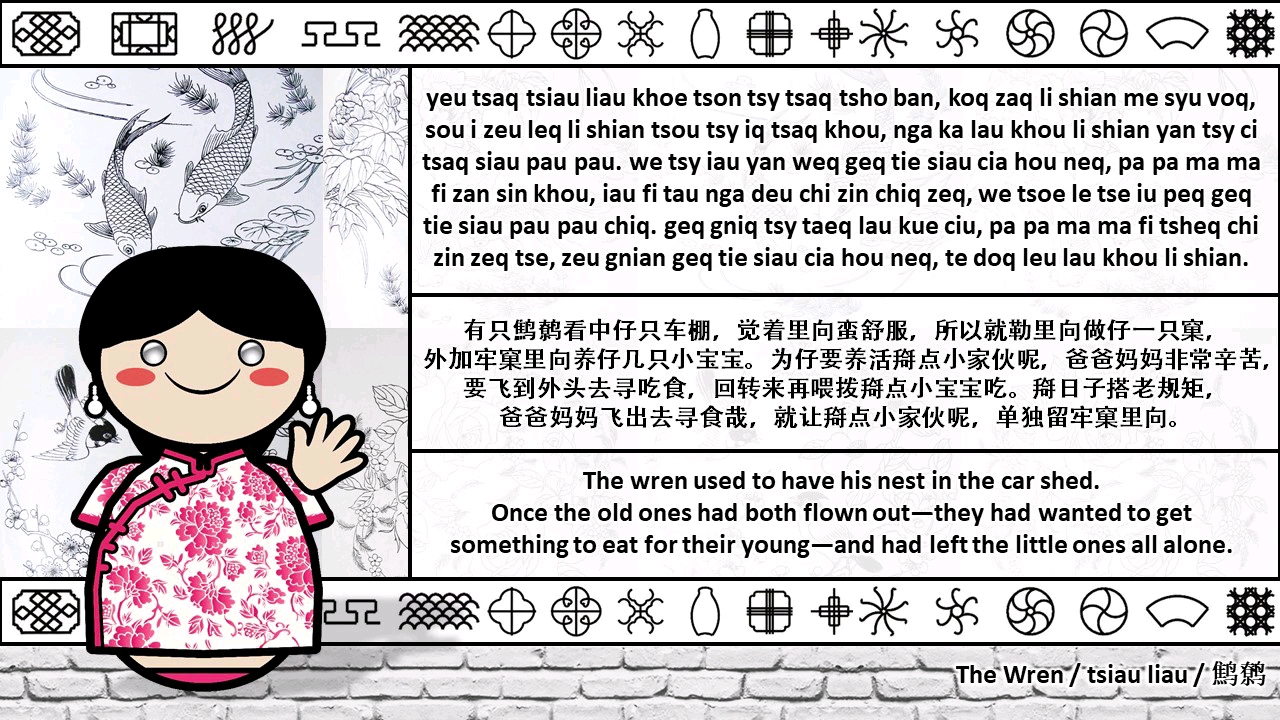 yeu tsaq tsiau liau khoe tson tsy tsaq tsho ban, koq zaq li shian me syu voq,
sou i zeu leq li shian tsou tsy iq tsaq khou, nga ka lau khou li shian yan tsy ci
tsaq siau pau pau. we tsy iau yan weq geq tie siau cia hou neq, pa pa ma ma
fi zan sin khou, iau fi tau nga deu chi zin chiq zeq, we tsoe le tse iu peq geq
tie siau pau pau chiq. geq gniq tsy taeq lau kue ciu, pa pa ma ma fi tsheq chi
zin zeq tse, zeu gnian geq tie siau cia hou neq, te doq leu lau khou li shian.
有只鹪鹩看中仔只车棚，觉着里向蛮舒服，所以就勒里向做仔一只窠，
外加牢窠里向养仔几只小宝宝。为仔要养活搿点小家伙呢，爸爸妈妈非常辛苦，
要飞到外头去寻吃食，回转来再喂拨搿点小宝宝吃。搿日子搭老规矩，
爸爸妈妈飞出去寻食哉，就让搿点小家伙呢，单独留牢窠里向。
The wren used to have his nest in the car shed.
Once the old ones had both flown out—they had wanted to get
something to eat for their young—and had left the little ones all alone.
The Wren / tsiau liau / 鹪鹩